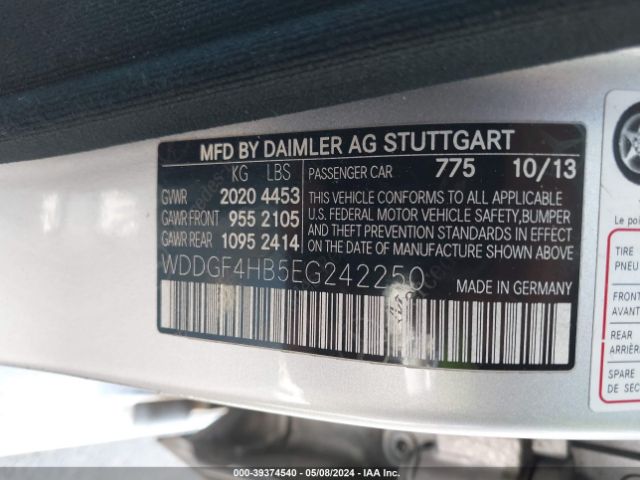 MFD BY DAIMLER AG STUTTGART
KG LBS PASSENGER CAR 775 10/13
GVWR 2020 4453
GAWR FRONT 955 2105
GAWR REAR 1095 2414
THIS VEHICLE CONFORMS TO ALL APPLICABLE
U.S. FEDERAL MOTOR VEHICLE SAFETY, BUMPER
AND THEFT PREVENTION STANDARDS IN EFFECT
ON THE DATE OF MANUFACTURE SHOWN ABOVE
WDDGF4HB5EG242250 MADE IN GERMANY
Le
TIRE
PNEU
FRONT
AVANT
REAR
ARRIÈR
SPARE
DE SEC
000-39374540 - 05/08/2024 - IAA Inc.